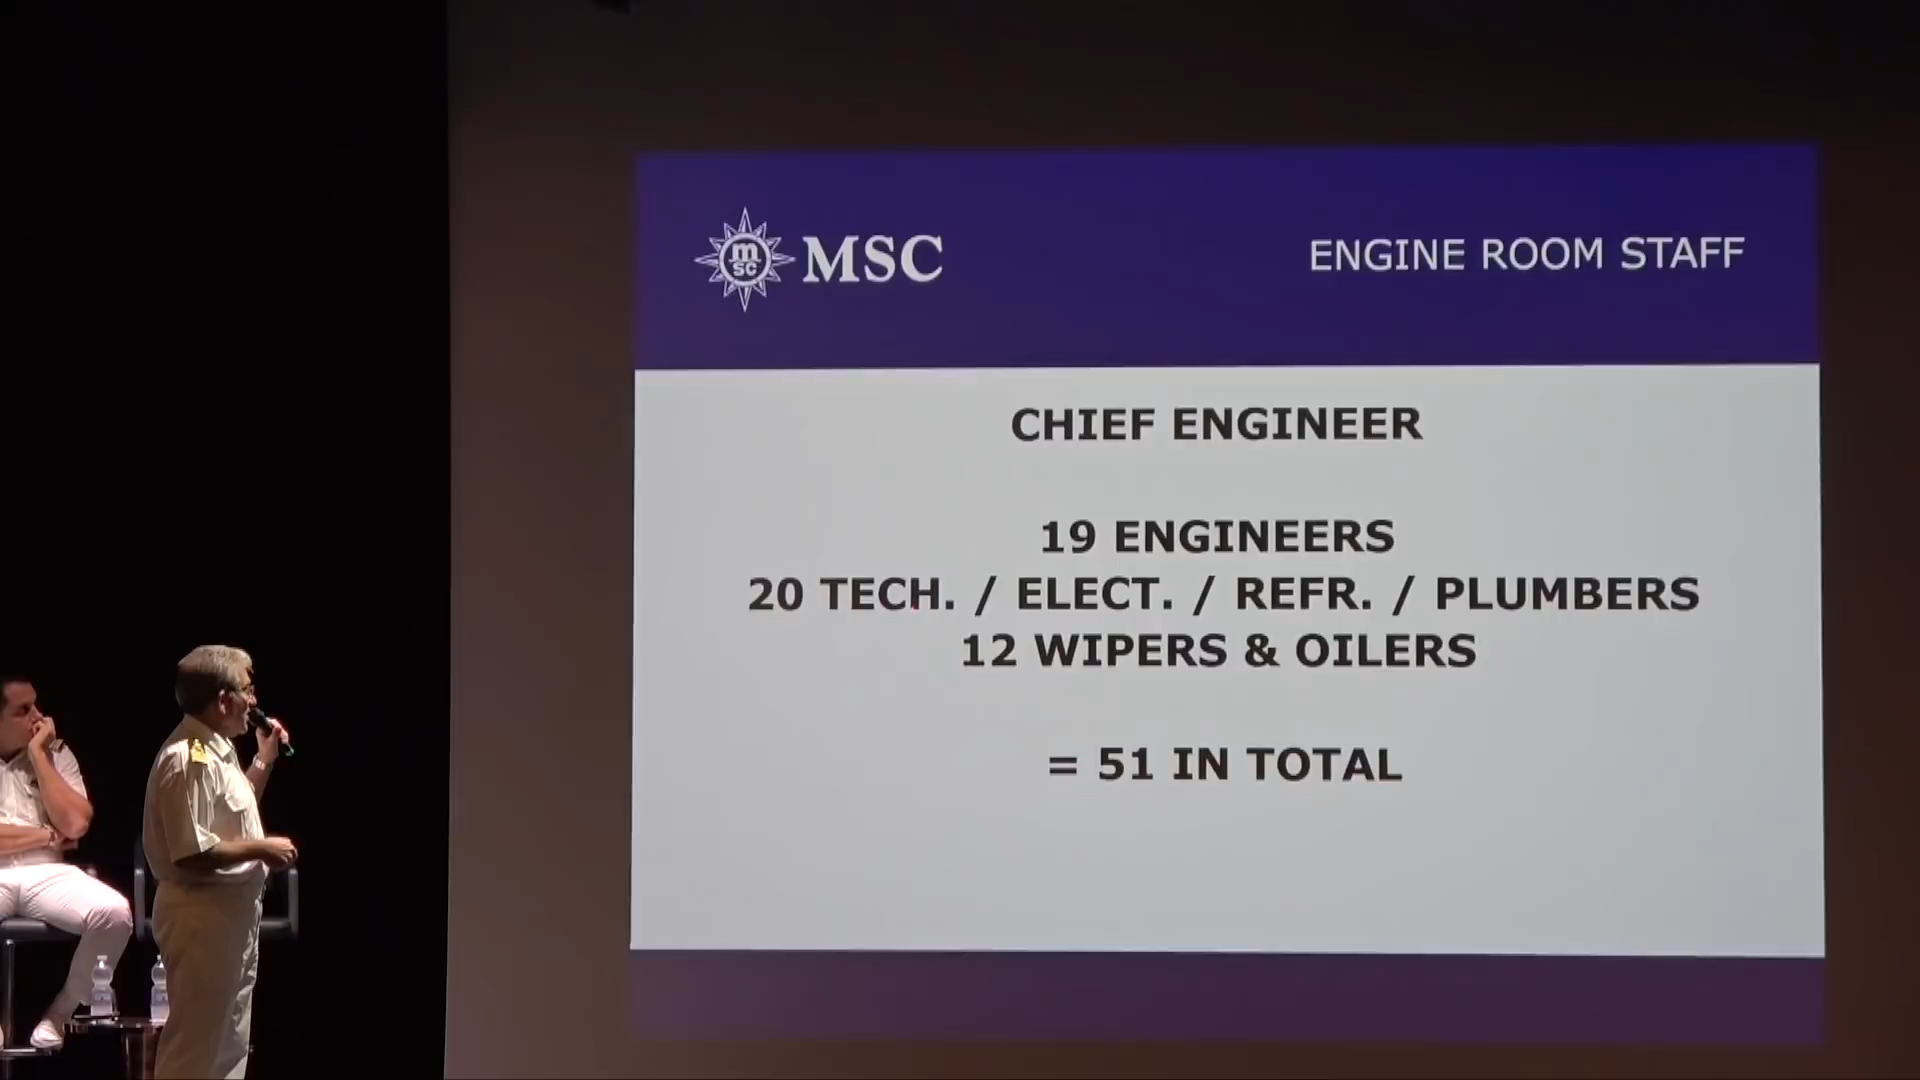 m
SC
MSC
ENGINE ROOM STAFF
CHIEF ENGINEER
19 ENGINEERS
20 TECH. / ELECT. / REFR. / PLUMBERS
12 WIPERS & OILERS
= 51 IN TOTAL